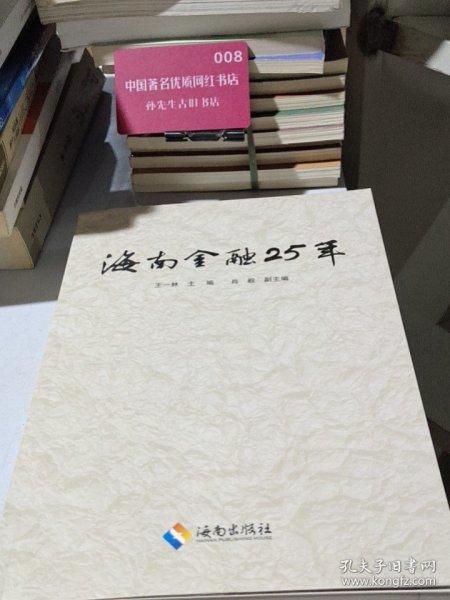 008
中国著名优质网红书店
孙先生古旧书店
海南金融25年
王一林 主 编 肖 毅 副主编
海南出版社
HAINAN PUBLISHING HOUSE
孔夫子旧书网
www.kongfz.com